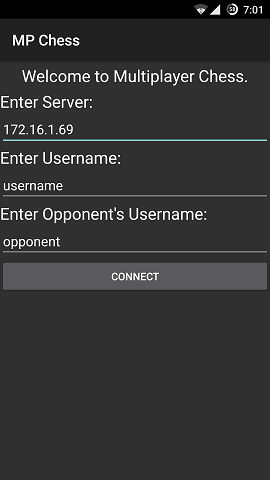 58 7:01
MP Chess
Welcome to Multiplayer Chess.
Enter Server:
172.16.1.69
Enter Username:
username
Enter Opponent's Username:
opponent
CONNECT